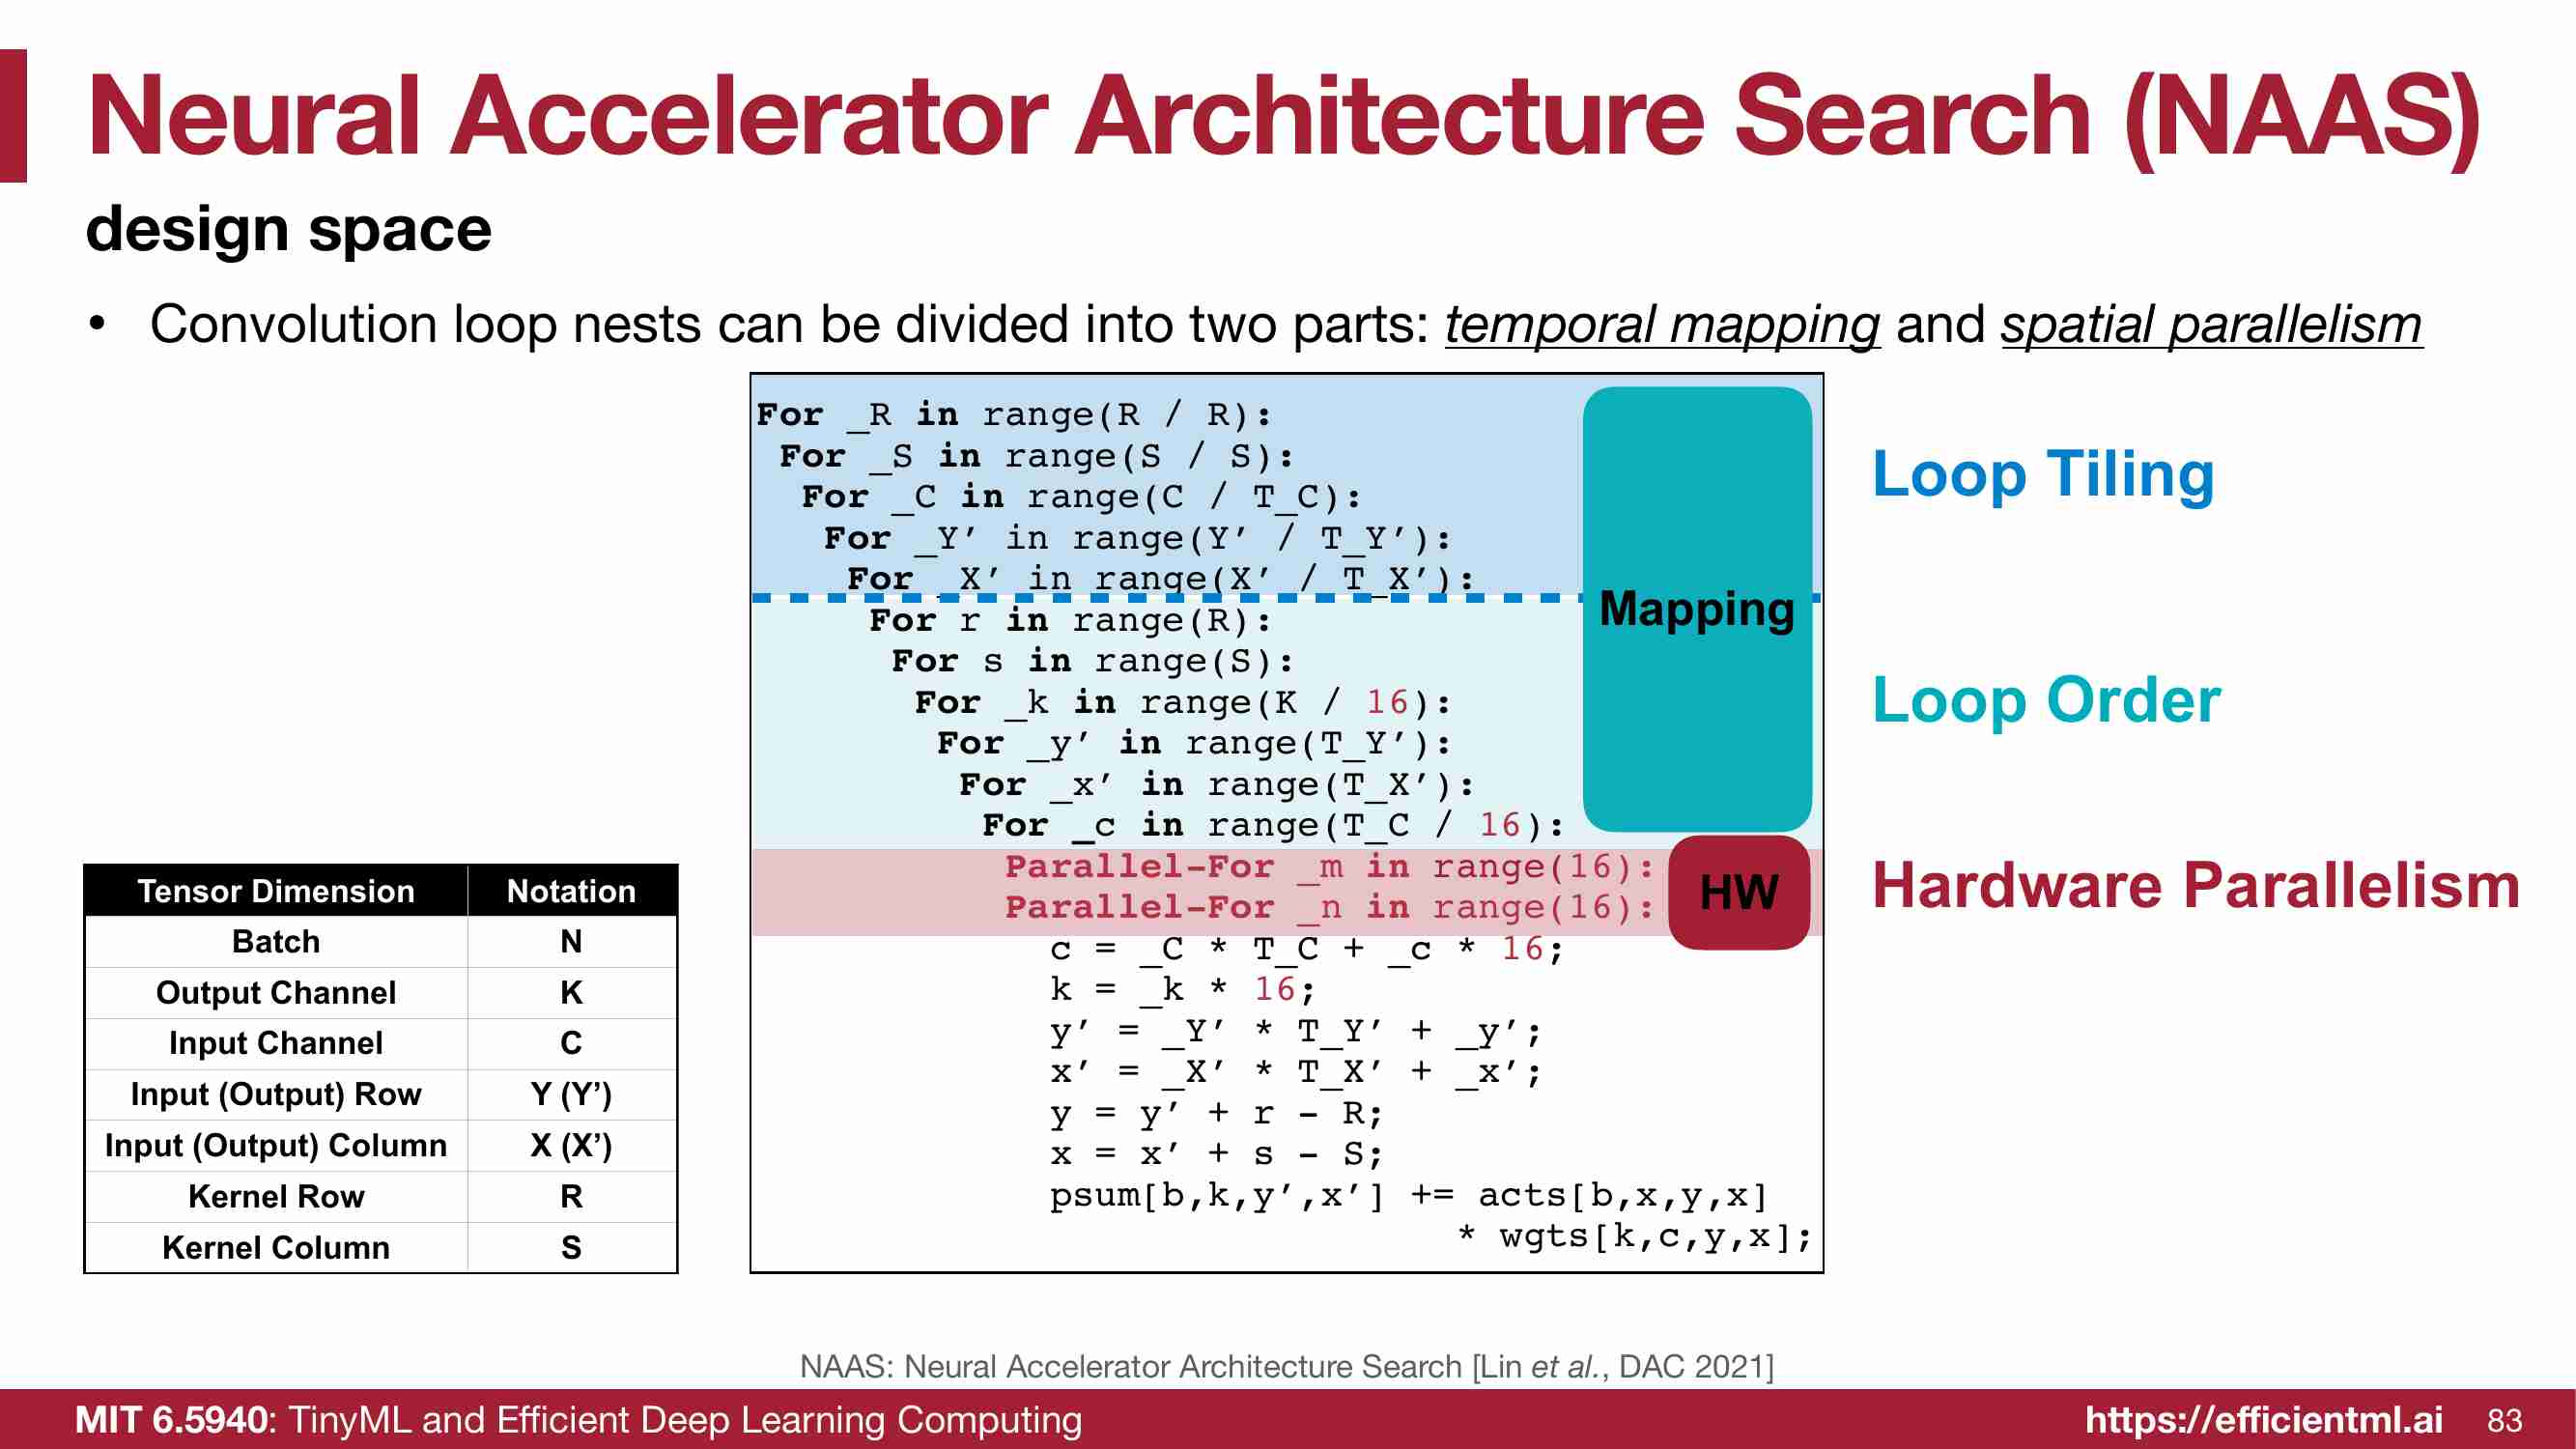 Neural Accelerator Architecture Search (NAAS)
design space
• Convolution loop nests can be divided into two parts: temporal mapping and spatial parallelism
For _R in range(R / R):
For _S in range(S / S):
For _C in range(C / T_C):
For _Y’ in range(Y’ / T_Y’):
For _X’ in range(X’ / T_X’):
For r in range(R):
For s in range(S):
For _k in range(K / 16):
For _y’ in range(T_Y’):
For _x’ in range(T_X’):
For _c in range(T_C / 16):
Parallel-For _m in range(16):
Parallel-For _n in range(16):
c = _C * T_C + _c * 16;
k = _k * 16;
y’ = _Y’ * T_Y’ + _y’;
x’ = _X’ * T_X’ + _x’;
y = y’ + r - R;
x = x’ + s - S;
psum[b,k,y’,x’] += acts[b,x,y,x]
* wgts[k,c,y,x];
Mapping
HW
Loop Tiling
Loop Order
Hardware Parallelism
Tensor Dimension Notation
Batch N
Output Channel K
Input Channel C
Input (Output) Row Y (Y’)
Input (Output) Column X (X’)
Kernel Row R
Kernel Column S
NAAS: Neural Accelerator Architecture Search [Lin et al., DAC 2021]
MIT 6.5940: TinyML and Efficient Deep Learning Computing https://efficientml.ai 83